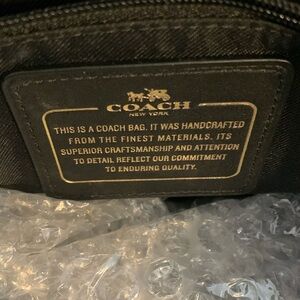 COACH
NEW YORK
THIS IS A COACH BAG. IT WAS HANDCRAFTED
FROM THE FINEST MATERIALS. ITS
SUPERIOR CRAFTSMANSHIP AND ATTENTION
TO DETAIL REFLECT OUR COMMITMENT
TO ENDURING QUALITY.